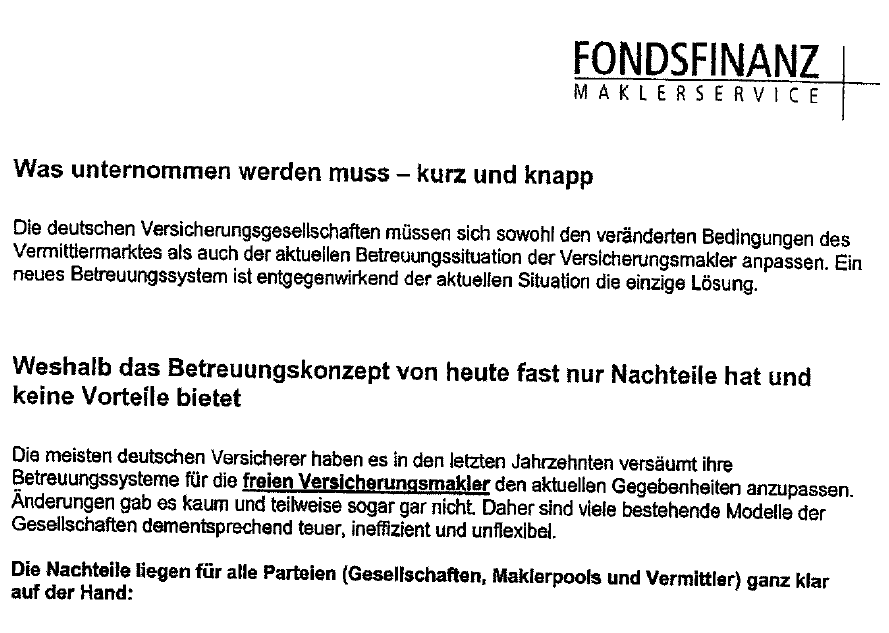 FONDSFINANZ
MAKLERSERVICE
Was unternommen werden muss – kurz und knapp
Die deutschen Versicherungsgesellschaften müssen sich sowohl den veränderten Bedingungen des
Vermittlermarktes als auch der aktuellen Betreuungssituation der Versicherungsmakler anpassen. Ein
neues Betreuungssystem ist entgegenwirkend der aktuellen Situation die einzige Lösung.
Weshalb das Betreuungskonzept von heute fast nur Nachteile hat und
keine Vorteile bietet
Die meisten deutschen Versicherer haben es in den letzten Jahrzehnten versäumt ihre
Betreuungssysteme für die freien Versicherungsmakler den aktuellen Gegebenheiten anzupassen.
Änderungen gab es kaum und teilweise sogar gar nicht. Daher sind viele bestehende Modelle der
Gesellschaften dementsprechend teuer, ineffizient und unflexibel.
Die Nachteile liegen für alle Parteien (Gesellschaften, Maklerpools und Vermittler) ganz klar
auf der Hand: